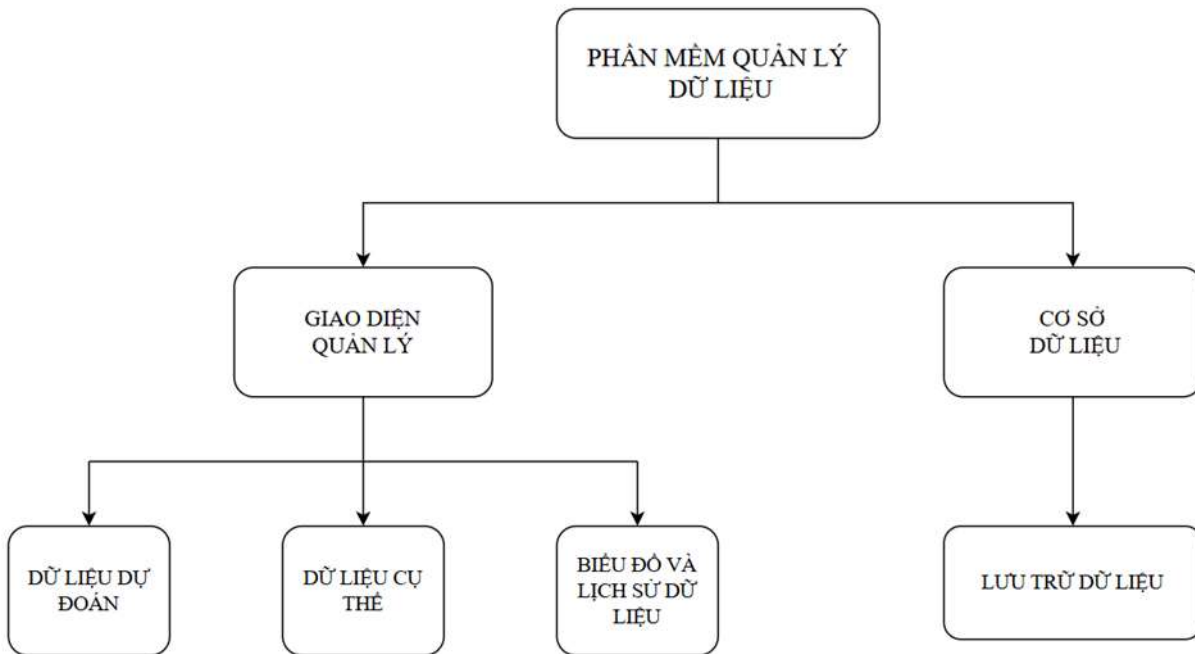 PHẦN MỀM QUẢN LÝ
DỮ LIỆU
GIAO DIỆN
QUẢN LÝ
CƠ SỞ
DỮ LIỆU
DỮ LIỆU DỰ
ĐOÁN
DỮ LIỆU CỤ
THỂ
BIỂU ĐỒ VÀ
LỊCH SỬ DỮ
LIỆU
LƯU TRỮ DỮ LIỆU